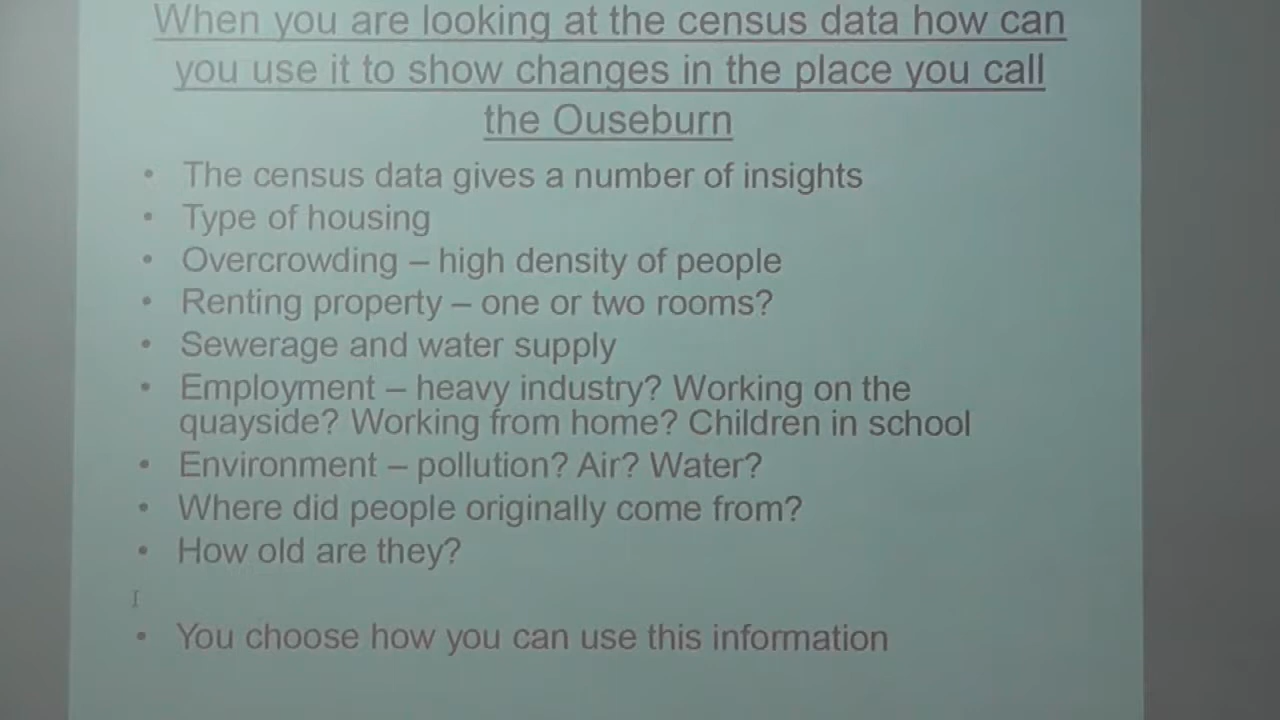 When you are looking at the census data how can
you use it to show changes in the place you call
the Ouseburn
• The census data gives a number of insights
• Type of housing
• Overcrowding – high density of people
• Renting property – one or two rooms?
• Sewerage and water supply
• Employment – heavy industry? Working on the
quayside? Working from home? Children in school
• Environment – pollution? Air? Water?
• Where did people originally come from?
• How old are they?
• You choose how you can use this information